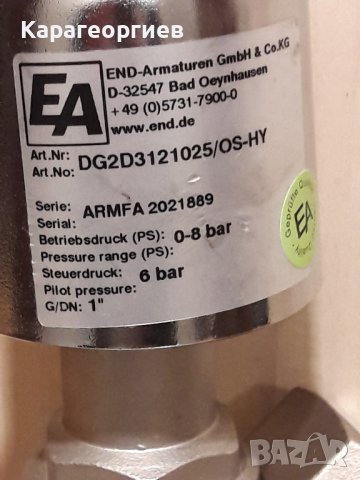 Карагеоргиев
EA
END-Armaturen GmbH & Co.KG
D-32547 Bad Oeynhausen
+ 49 (0)5731-7900-0
www.end.de
Art.Nr:
Art.No: DG2D3121025/OS-HY
Serie: ARMFA 2021889
Serial:
Betriebsdruck (PS): 0-8 bar
Pressure range (PS):
Steuerdruck: 6 bar
Pilot pressure:
G/DN: 1"
Geprüfte
EA
BAZAR